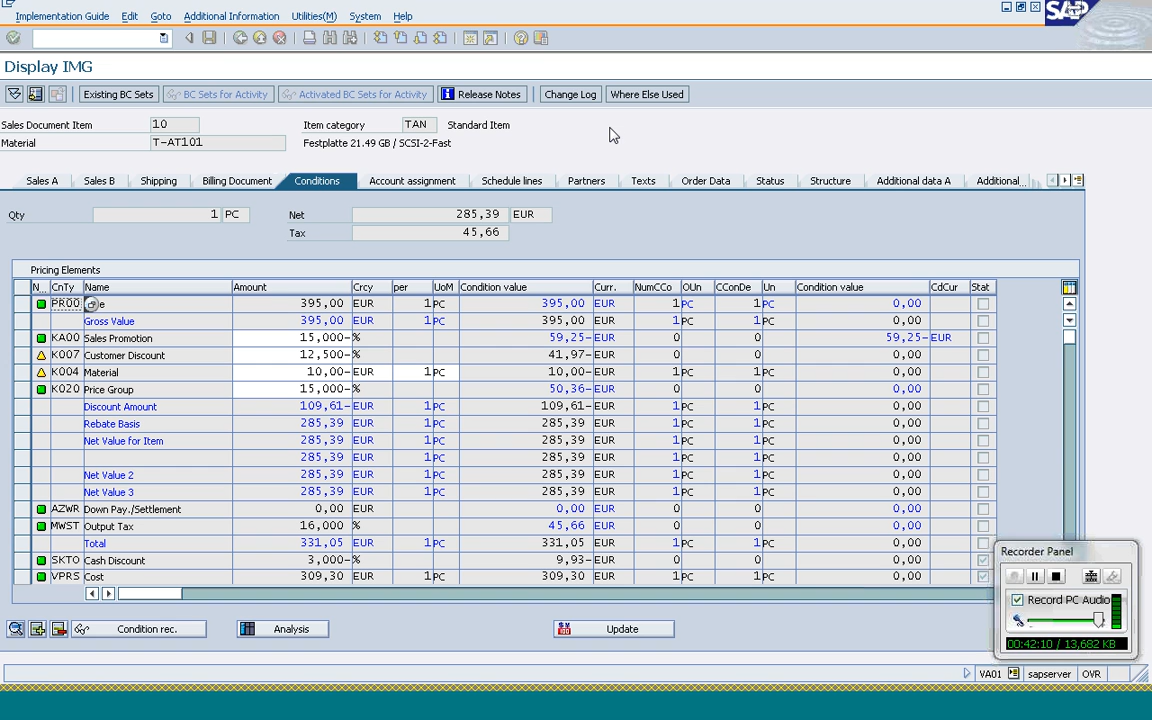 Implementation Guide Edit Goto Additional Information Utilities(M) System Help
SAP
Display IMG
Existing BC Sets BC Sets for Activity Activated BC Sets for Activity Release Notes Change Log Where Else Used
Sales Document Item 10 Item category TAN Standard Item
Material T-AT101 Festplatte 21.49 GB / SCSI-2-Fast
Sales A Sales B Shipping Billing Document Conditions Account assignment Schedule lines Partners Texts Order Data Status Structure Additional data A Additional...
Qty 1 PC Net 285,39 EUR
Tax 45,66
Pricing Elements
N... CnTy Name Amount Crcy per UoM Condition value Curr. NumCCo OUn CConDe Un Condition value CdCur Stat
PR00 e 395,00 EUR 1 PC 395,00 EUR 1 PC 1 PC 0,00
Gross Value 395,00 EUR 1 PC 395,00 EUR 1 PC 1 PC 0,00
KA00 Sales Promotion 15,000- % 59,25- EUR 0 0 59,25- EUR
K007 Customer Discount 12,500- % 41,97- EUR 0 0 0,00
K004 Material 10,00- EUR 1 PC 10,00- EUR 1 PC 1 PC 0,00
K020 Price Group 15,000- % 50,36- EUR 0 0 0,00
Discount Amount 109,61- EUR 1 PC 109,61- EUR 1 PC 1 PC 0,00
Rebate Basis 285,39 EUR 1 PC 285,39 EUR 1 PC 1 PC 0,00
Net Value for Item 285,39 EUR 1 PC 285,39 EUR 1 PC 1 PC 0,00
285,39 EUR 1 PC 285,39 EUR 1 PC 1 PC 0,00
Net Value 2 285,39 EUR 1 PC 285,39 EUR 1 PC 1 PC 0,00
Net Value 3 285,39 EUR 1 PC 285,39 EUR 1 PC 1 PC 0,00
AZWR Down Pay./Settlement 0,00 EUR 0,00 EUR 0 0 0,00
MWST Output Tax 16,000 % 45,66 EUR 0 0 0,00
Total 331,05 EUR 1 PC 331,05 EUR 1 PC 1 PC 0,00
SKTO Cash Discount 3,000- % 9,93- EUR 0 0 0,00
VPRS Cost 309,30 EUR 1 PC 309,30 EUR 1 PC 1 PC 0,00
Recorder Panel
Record PC Audio
00:42:10 / 13,682 KB
Condition rec. Analysis Update
VA01 sapserver OVR